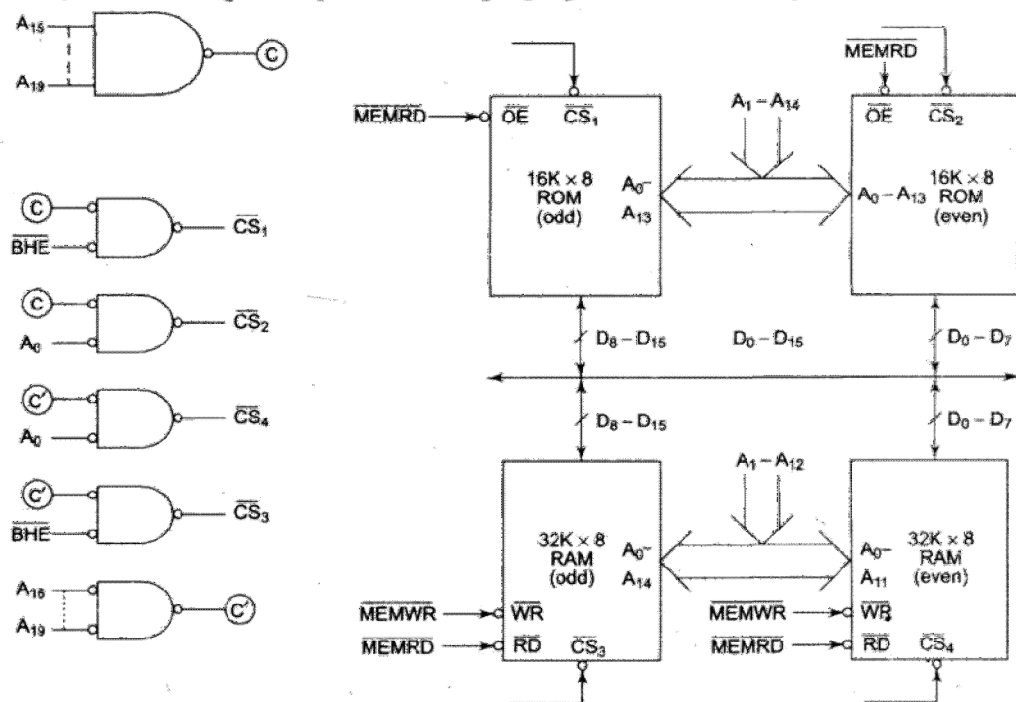 A15
A19
C
C
BHE
CS1
C
A0
CS2
C'
A0
CS4
C'
BHE
CS3
A16
A19
C'
MEMRD
OE CS1
16K × 8
ROM
(odd)
A0–
A13
A1 – A14
MEMRD
OE CS2
A0 – A13
16K × 8
ROM
(even)
D8 – D15
D0 – D15
D0 – D7
D8 – D15
D0 – D7
32K × 8
RAM
(odd)
A0–
A14
A1 – A12
A0–
A11
32K × 8
RAM
(even)
MEMWR
WR
MEMRD
RD
CS3
MEMWR
WR
MEMRD
RD
CS4